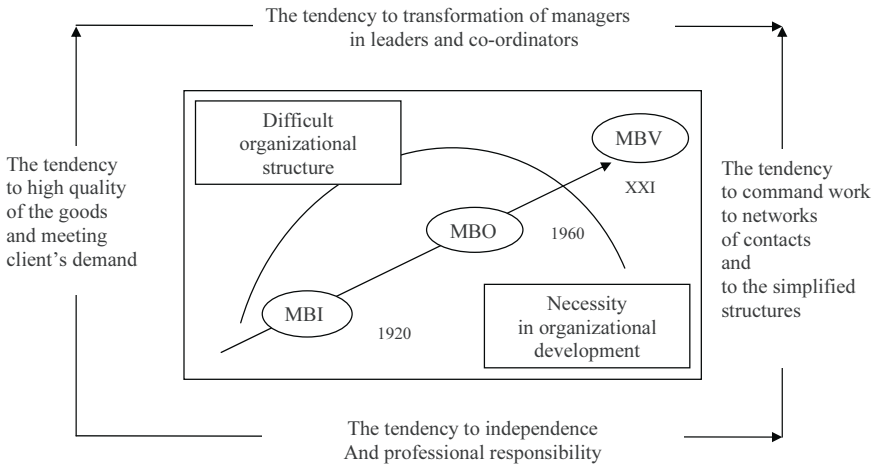 The tendency to transformation of managers
in leaders and co-ordinators
The tendency
to high quality
of the goods
and meeting
client’s demand
Difficult
organizational
structure
MBV
XXI
MBO
1960
MBI
1920
Necessity
in organizational
development
The tendency
to command work
to networks
of contacts
and
to the simplified
structures
The tendency to independence
And professional responsibility